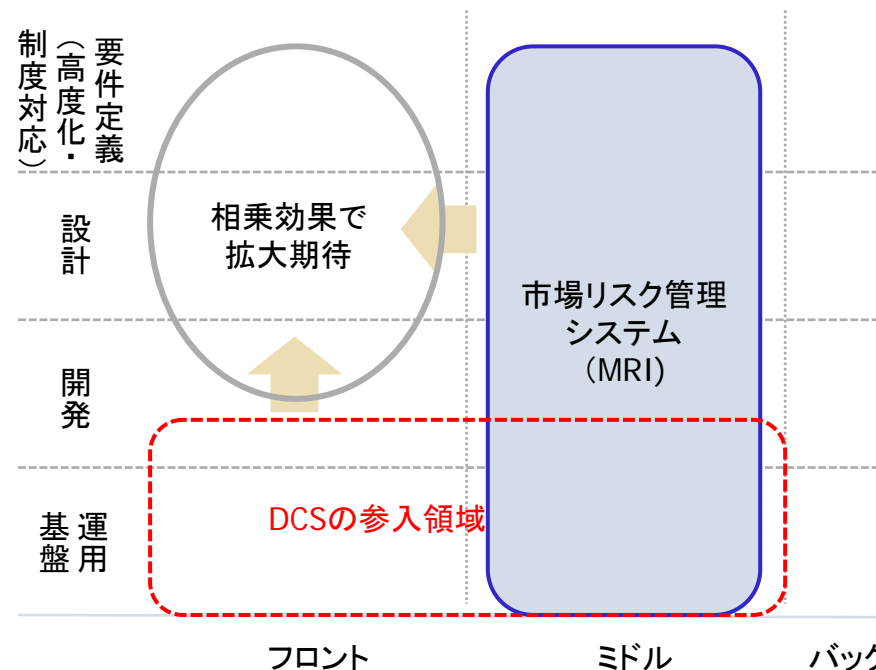 要件定義
（高度化・
制度対応）
設計
開発
運用
基盤
相乗効果で
拡大期待
市場リスク管理
システム
（MRI)
DCSの参入領域
フロント
ミドル
バック